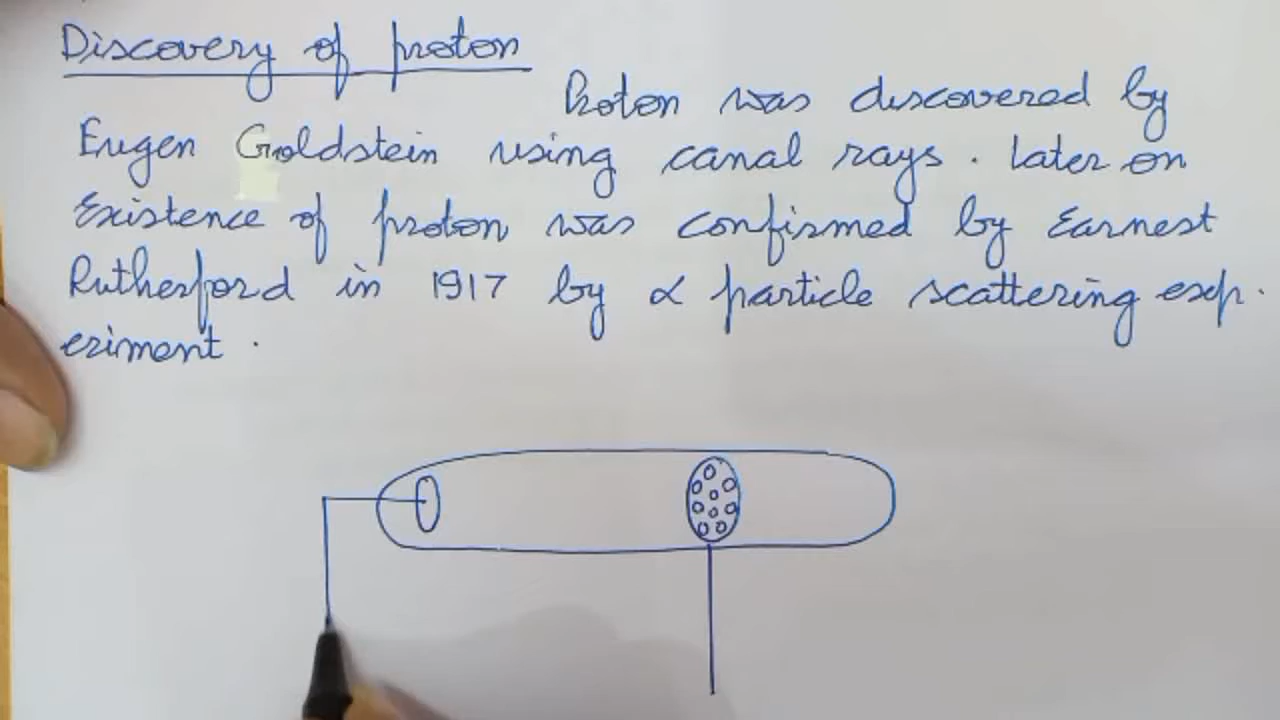 Discovery of proton
Proton was discovered by
Eugen Goldstein using canal rays. Later on
Existence of proton was confirmed by Earnest
Rutherford in 1917 by α particle scattering exp.
eriment.